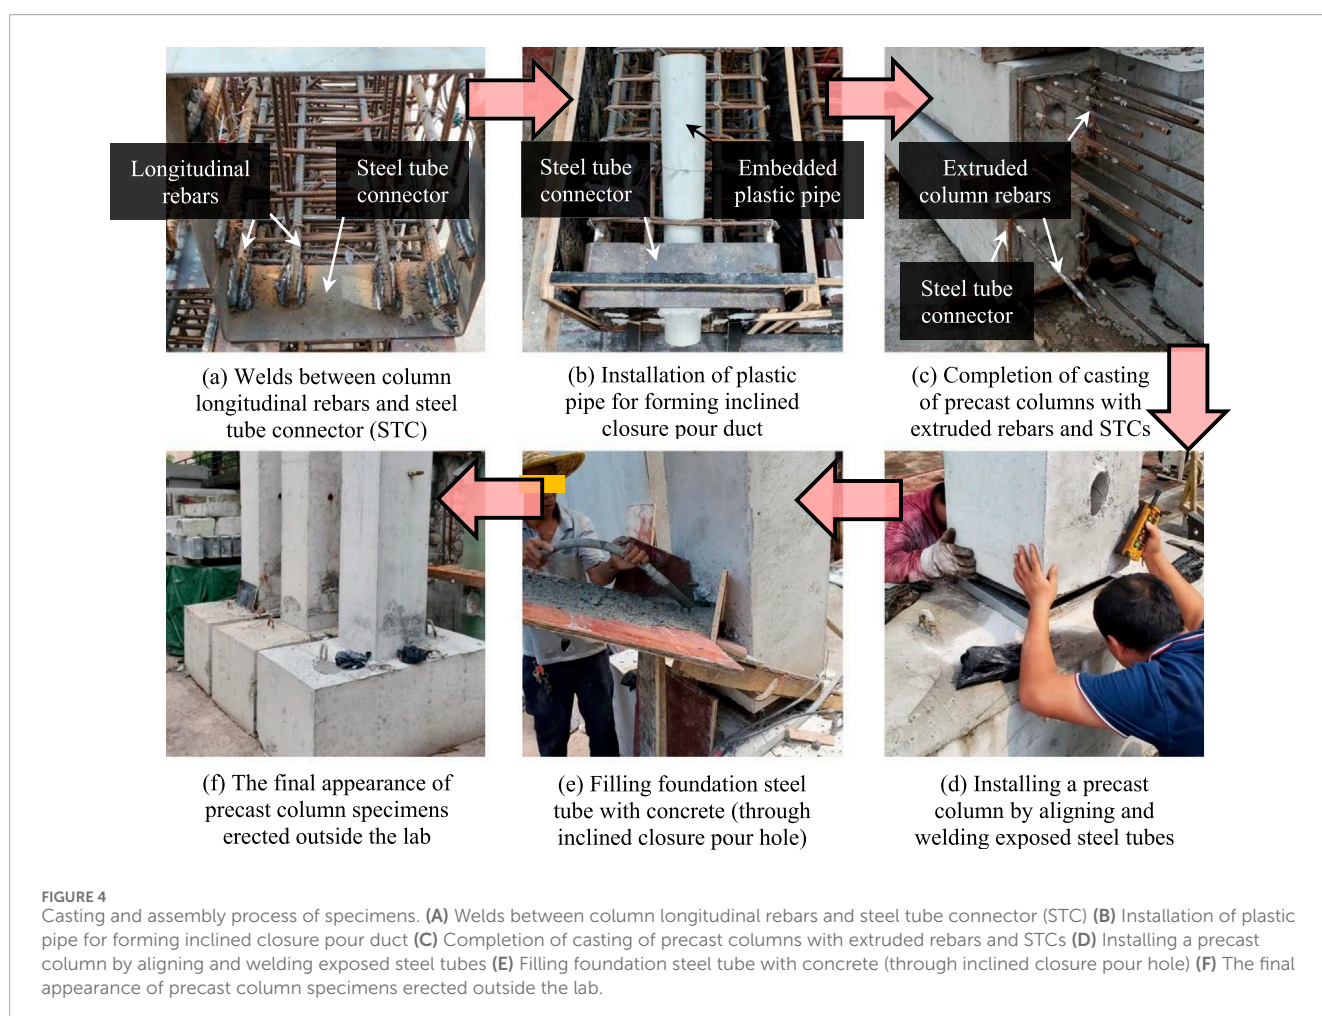 Longitudinal
rebars
Steel tube
connector
Steel tube
connector
Embedded
plastic pipe
Extruded
column rebars
Steel tube
connector
(a) Welds between column
longitudinal rebars and steel
tube connector (STC)
(b) Installation of plastic
pipe for forming inclined
closure pour duct
(c) Completion of casting
of precast columns with
extruded rebars and STCs
(f) The final appearance of
precast column specimens
erected outside the lab
(e) Filling foundation steel
tube with concrete (through
inclined closure pour hole)
(d) Installing a precast
column by aligning and
welding exposed steel tubes
FIGURE 4
Casting and assembly process of specimens. (A) Welds between column longitudinal rebars and steel tube connector (STC) (B) Installation of plastic
pipe for forming inclined closure pour duct (C) Completion of casting of precast columns with extruded rebars and STCs (D) Installing a precast
column by aligning and welding exposed steel tubes (E) Filling foundation steel tube with concrete (through inclined closure pour hole) (F) The final
appearance of precast column specimens erected outside the lab.